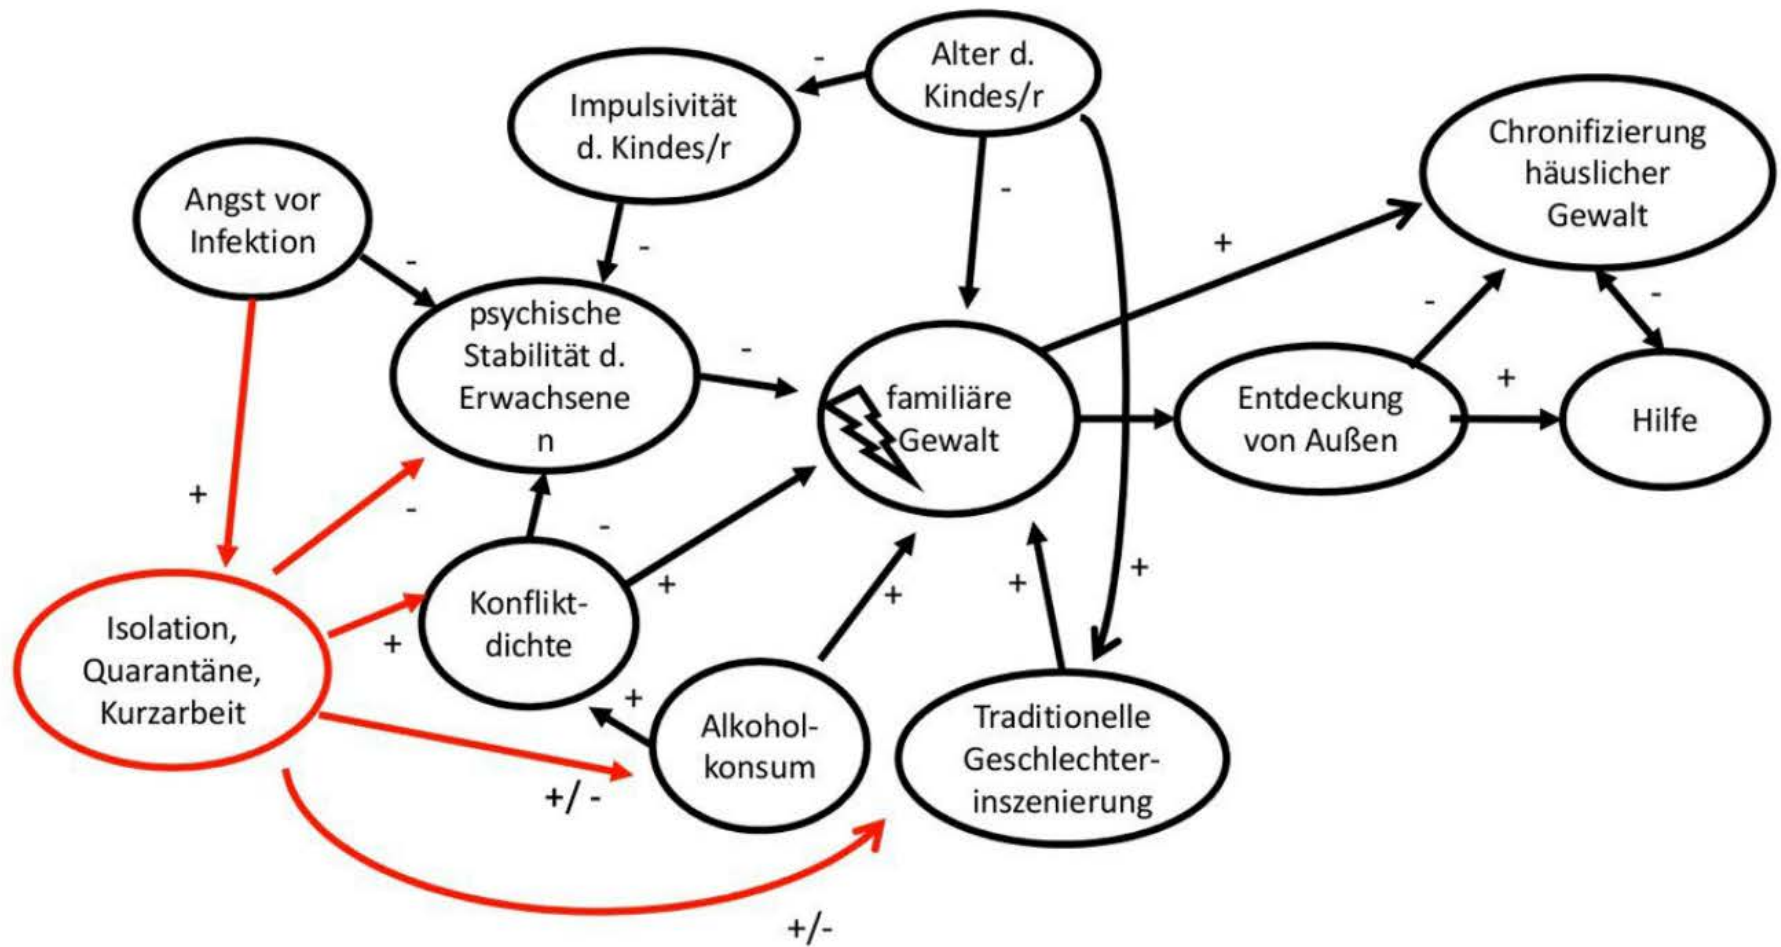 Alter d.
Kindes/r
-
Impulsivität
d. Kindes/r
Chronifizierung
häuslicher
Gewalt
Angst vor
Infektion
-
-
-
+
-
-
psychische
Stabilität d.
Erwachsene
n
-
familiäre
Gewalt
Entdeckung
von Außen
+
Hilfe
+
-
-
+
+
+
+
Konflikt-
dichte
Isolation,
Quarantäne,
Kurzarbeit
+
+
Alkohol-
konsum
Traditionelle
Geschlechter-
inszenierung
+/ -
+/-